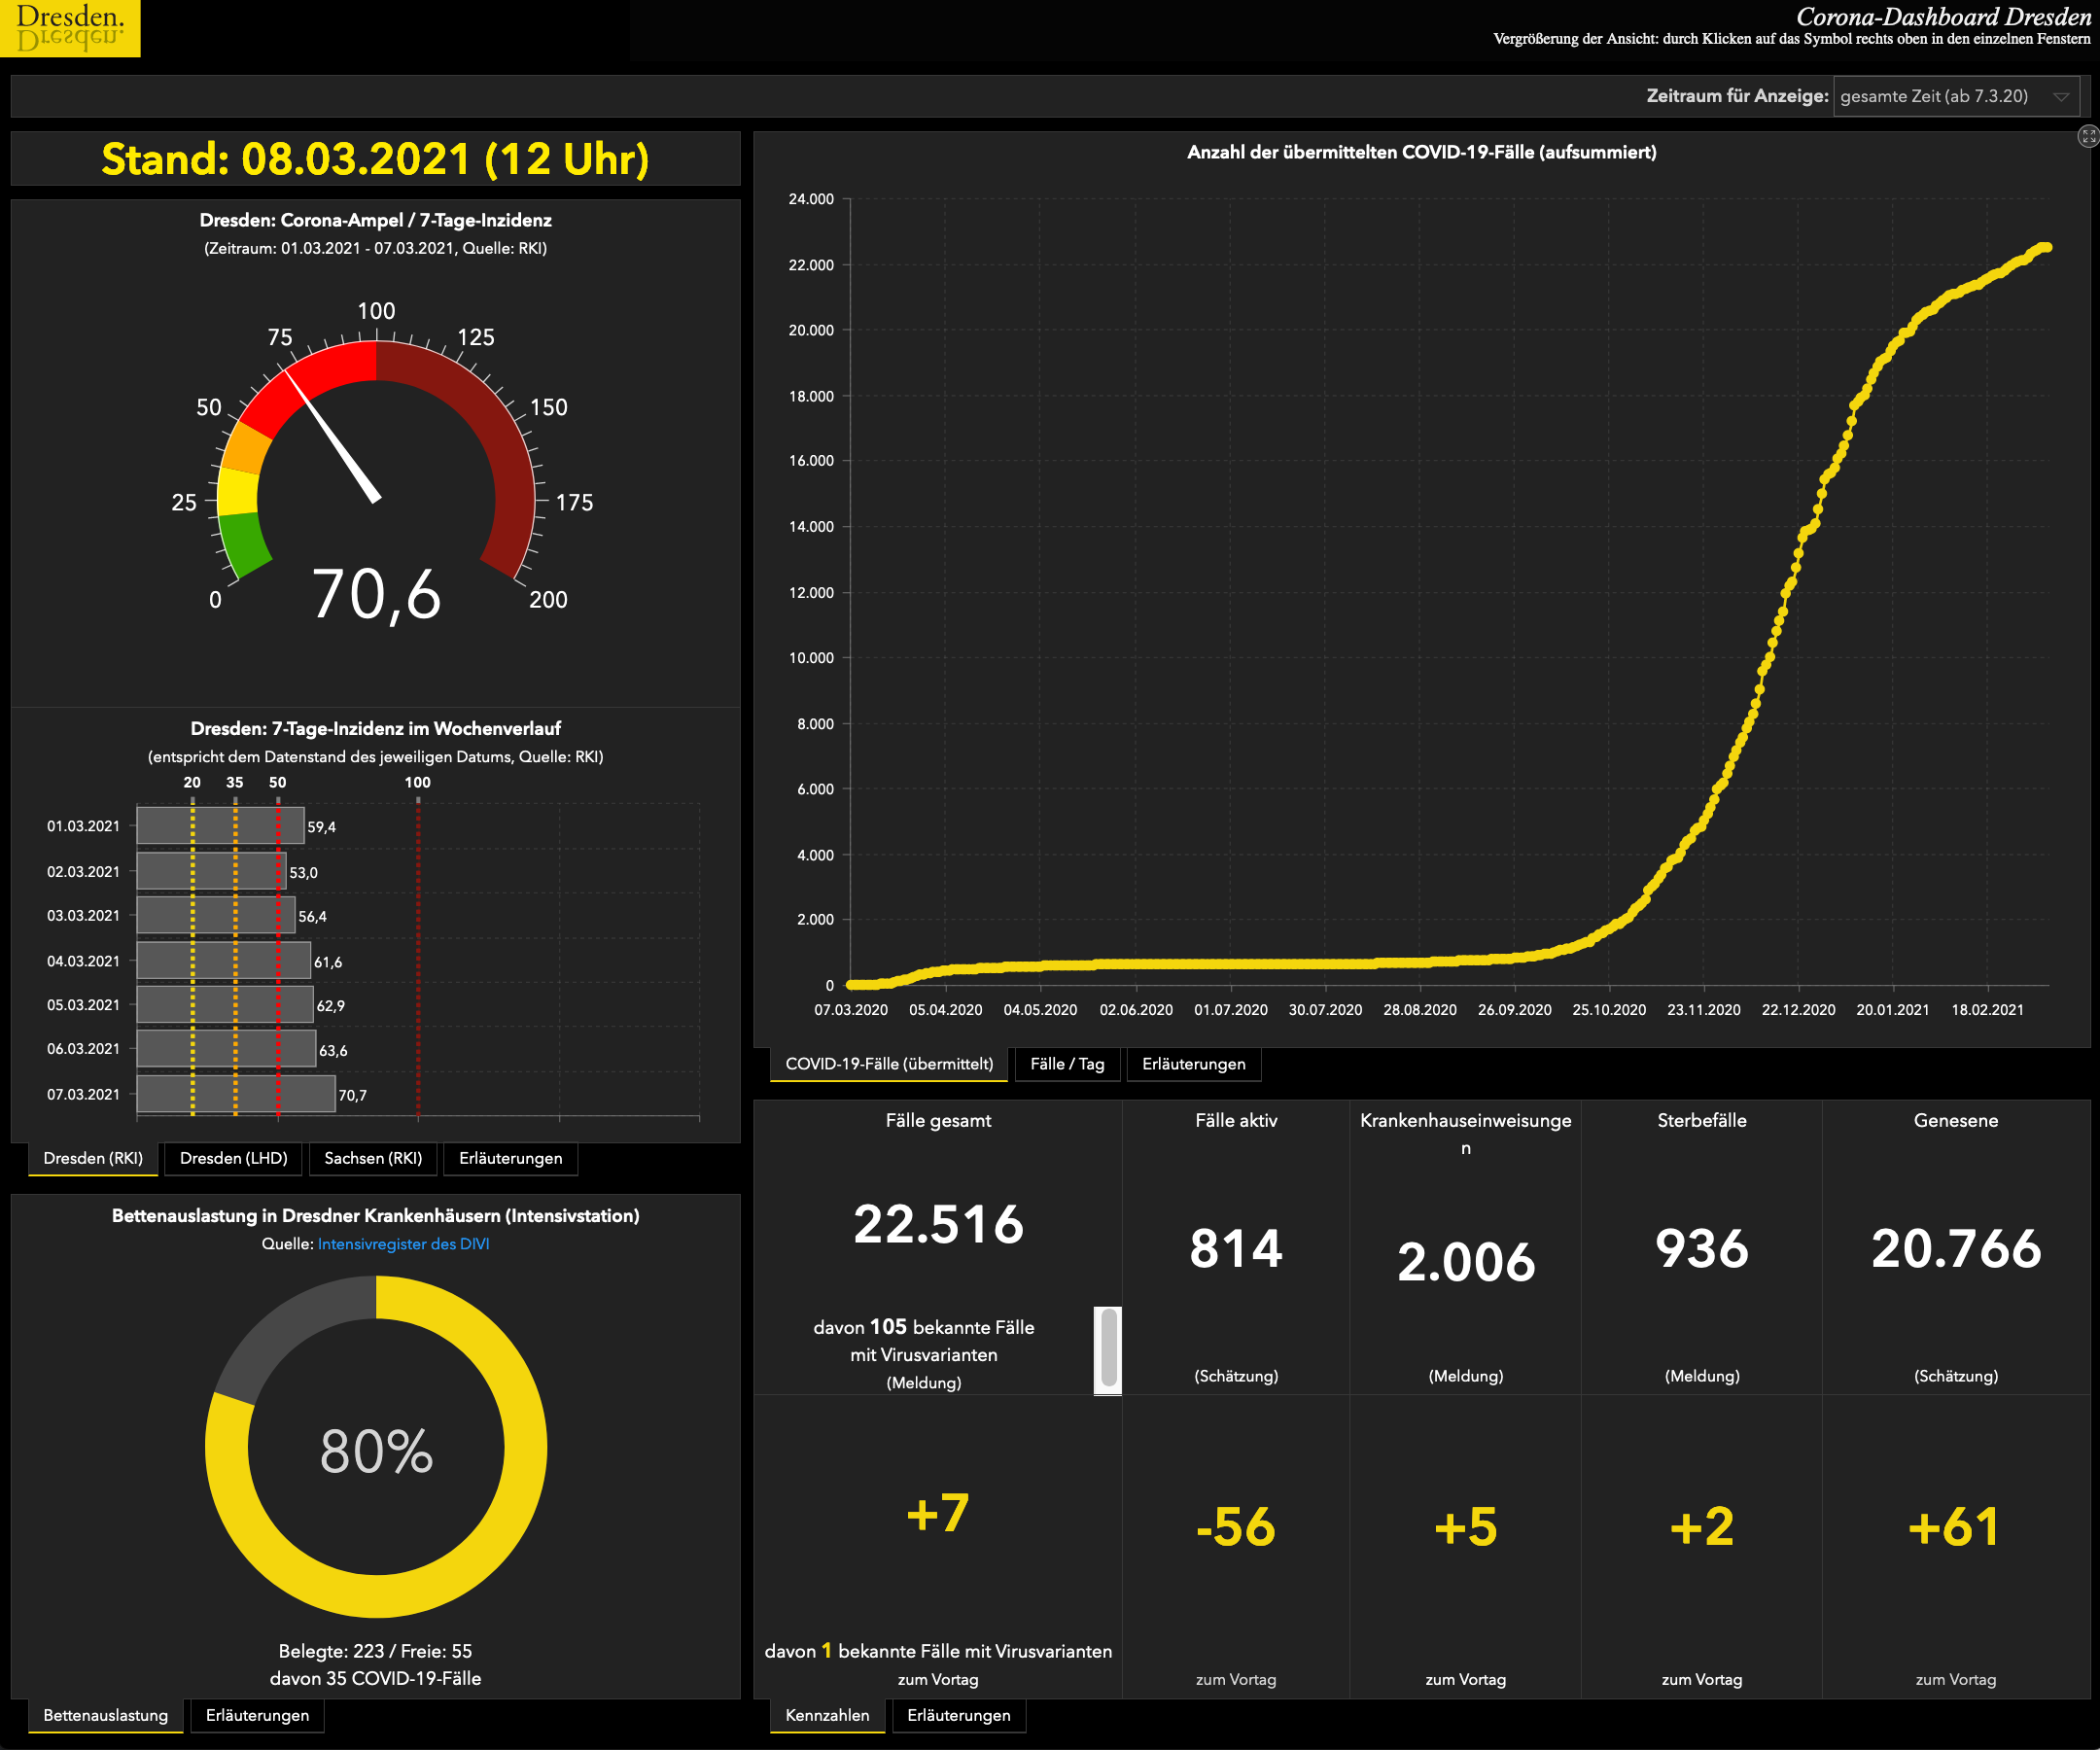 Dresden.
Dresden.
Corona-Dashboard Dresden
Vergrößerung der Ansicht: durch Klicken auf das Symbol rechts oben in den einzelnen Fenstern
Zeitraum für Anzeige: gesamte Zeit (ab 7.3.20)
Stand: 08.03.2021 (12 Uhr)
Dresden: Corona-Ampel / 7-Tage-Inzidenz
(Zeitraum: 01.03.2021 - 07.03.2021, Quelle: RKI)
0
25
50
75
100
125
150
175
200
70,6
Dresden: 7-Tage-Inzidenz im Wochenverlauf
(entspricht dem Datenstand des jeweiligen Datums, Quelle: RKI)
20 35 50 100
01.03.2021 59,4
02.03.2021 53,0
03.03.2021 56,4
04.03.2021 61,6
05.03.2021 62,9
06.03.2021 63,6
07.03.2021 70,7
Dresden (RKI) Dresden (LHD) Sachsen (RKI) Erläuterungen
Bettenauslastung in Dresdner Krankenhäusern (Intensivstation)
Quelle: Intensivregister des DIVI
80%
Belegte: 223 / Freie: 55
davon 35 COVID-19-Fälle
Bettenauslastung Erläuterungen
Anzahl der übermittelten COVID-19-Fälle (aufsummiert)
24.000
22.000
20.000
18.000
16.000
14.000
12.000
10.000
8.000
6.000
4.000
2.000
0
07.03.2020 05.04.2020 04.05.2020 02.06.2020 01.07.2020 30.07.2020 28.08.2020 26.09.2020 25.10.2020 23.11.2020 22.12.2020 20.01.2021 18.02.2021
COVID-19-Fälle (übermittelt) Fälle / Tag Erläuterungen
Fälle gesamt
22.516
davon 105 bekannte Fälle
mit Virusvarianten
(Meldung)
+7
davon 1 bekannte Fälle mit Virusvarianten
zum Vortag
Fälle aktiv
814
(Schätzung)
-56
zum Vortag
Krankenhauseinweisunge
n
2.006
(Meldung)
+5
zum Vortag
Sterbefälle
936
(Meldung)
+2
zum Vortag
Genesene
20.766
(Schätzung)
+61
zum Vortag
Kennzahlen Erläuterungen